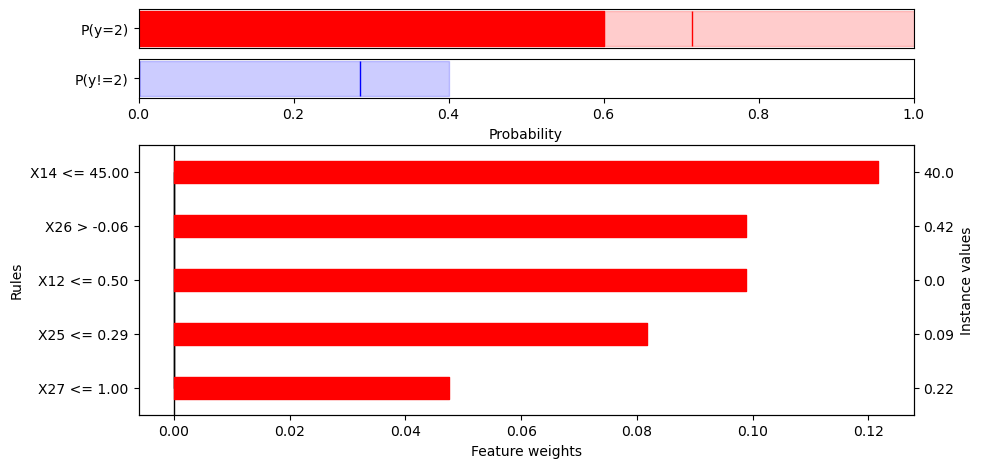 P(y=2)
P(y!=2)
0.0 0.2 0.4 0.6 0.8 1.0
Probability
X14 <= 45.00 40.0
X26 > -0.06 0.42
X12 <= 0.50 0.0
X25 <= 0.29 0.09
X27 <= 1.00 0.22
Rules
Instance values
0.00 0.02 0.04 0.06 0.08 0.10 0.12
Feature weights